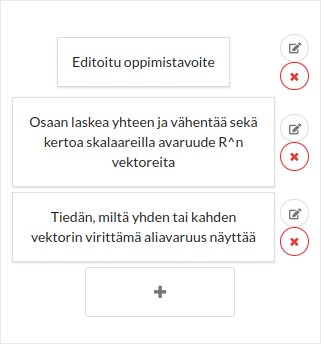 Editoitu oppimistavoite
Osaan laskea yhteen ja vähentää sekä
kertoa skalaareilla avaruude R^n
vektoreita
Tiedän, miltä yhden tai kahden
vektorin virittämä aliavaruus näyttää